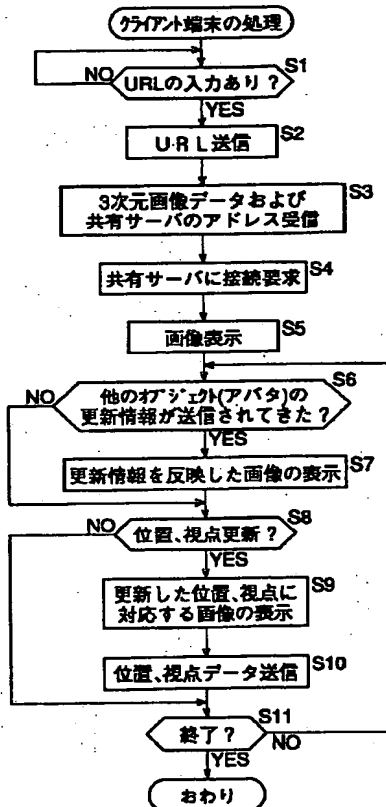 クライアント端末の処理
S1
NO
URLの入力あり？
YES
S2
URL送信
S3
3次元画像データおよび
共有サーバのアドレス受信
S4
共有サーバに接続要求
S5
画像表示
S6
NO
他のオブジェクト(アバタ)の
更新情報が送信されてきた？
YES
S7
更新情報を反映した画像の表示
S8
NO
位置、視点更新？
YES
S9
更新した位置、視点に
対応する画像の表示
S10
位置、視点データ送信
S11
終了？
NO
YES
おわり